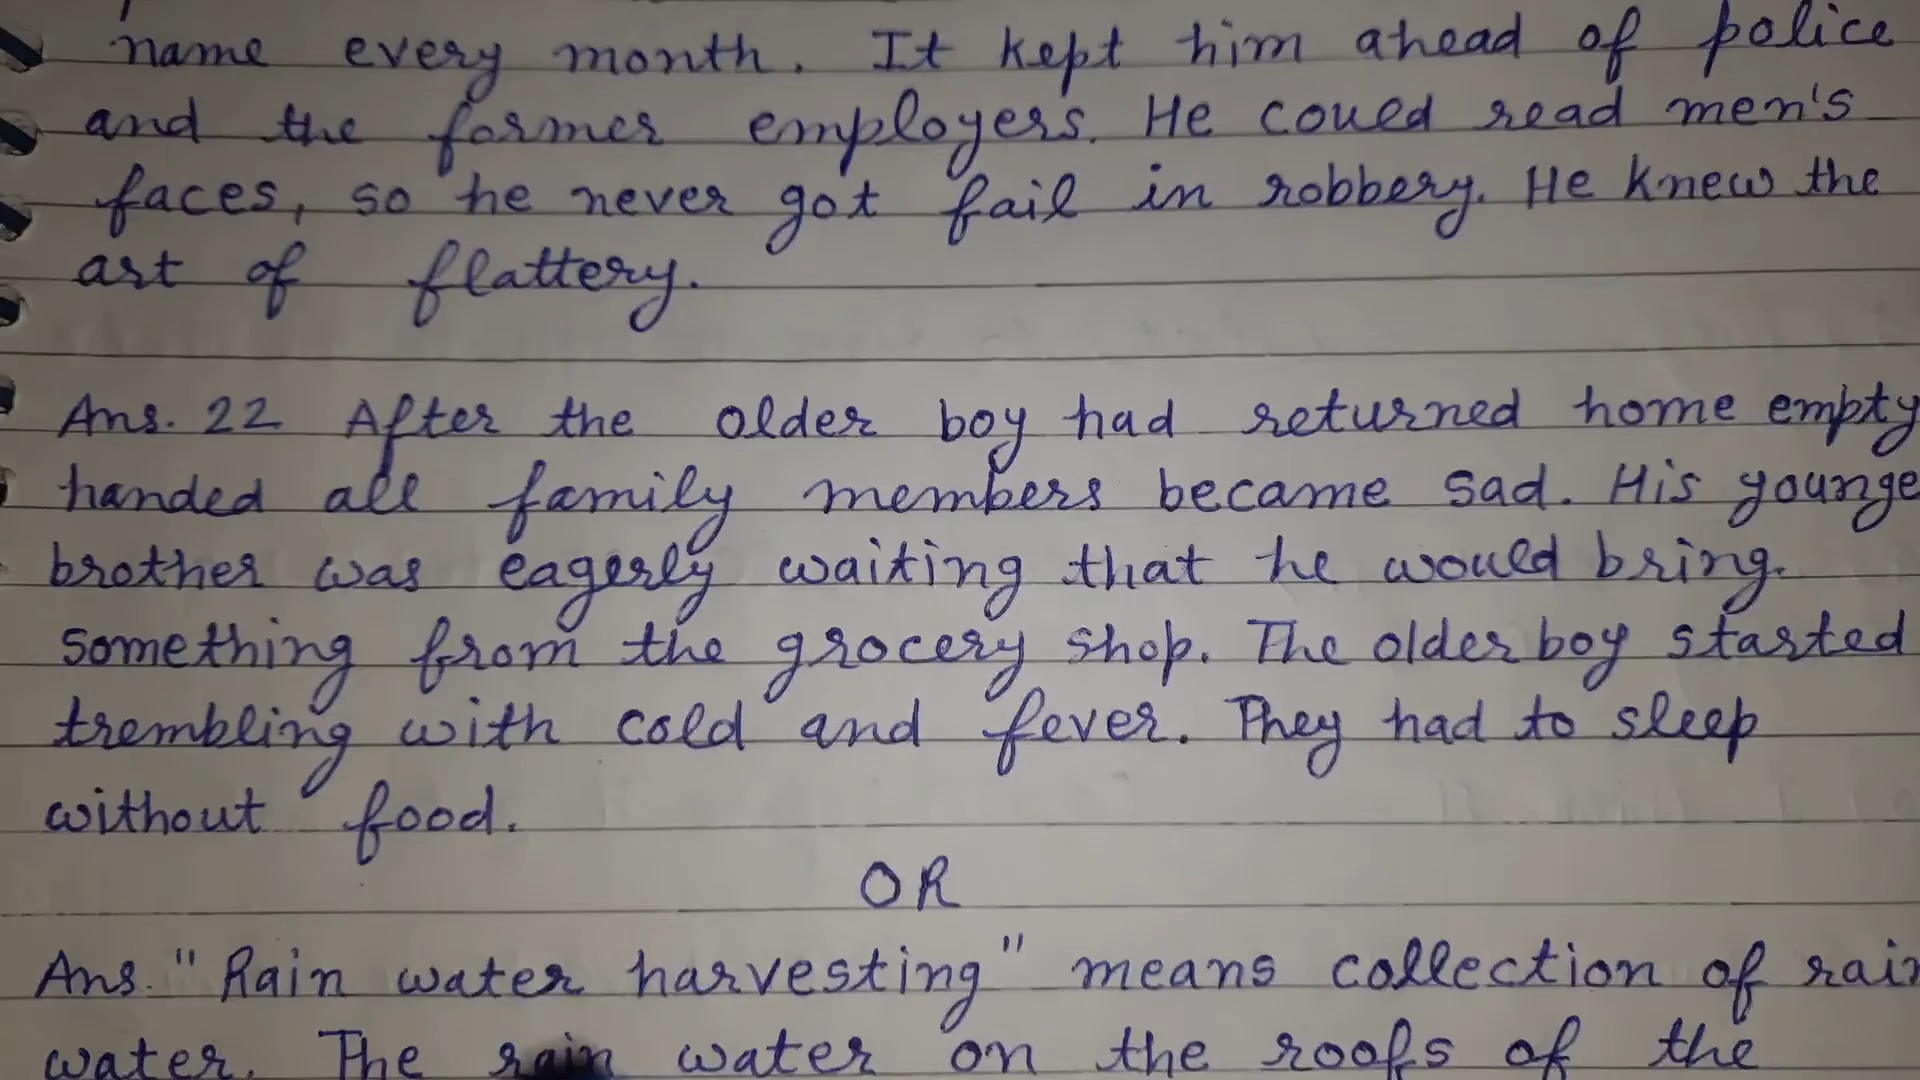 name every month. It kept him ahead of police
and the former employers. He could read men's
faces, so he never got fail in robbery. He knew the
art of flattery.
Ans. 22 After the older boy had returned home empty
handed all family members became sad. His younge
brother was eagerly waiting that he would bring.
something from the grocery shop. The older boy started
trembling with cold and fever. They had to sleep
without food.
OR
Ans. "Rain water harvesting" means collection of rain
water. The rain water on the roofs of the